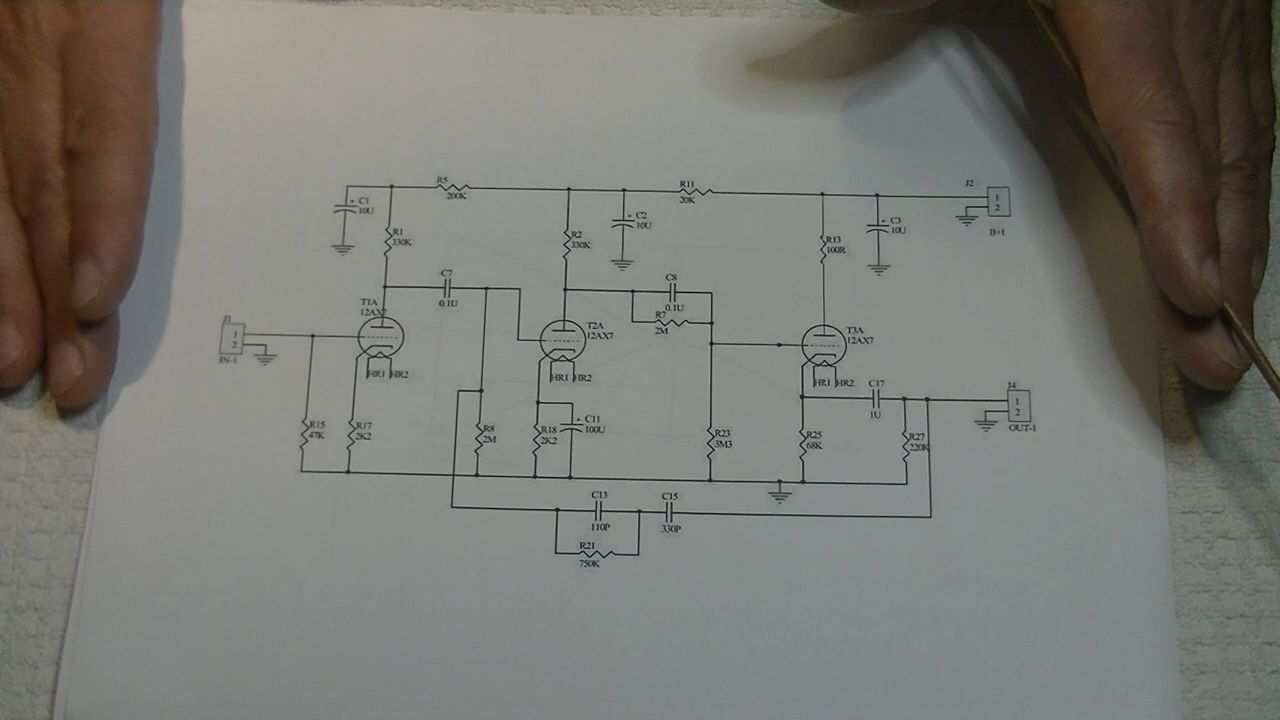 R5
200K
R11
20K
J2
1
2
B+1
C1
10U
C2
10U
C3
10U
R1
330K
R2
330K
R13
100R
C7
0.1U
C8
0.1U
R7
2M
T1A
12AX7
T2A
12AX7
T3A
12AX7
J1
1
2
IN-1
HR1 HR2
HR1 HR2
HR1 HR2
C17
1U
J4
1
2
OUT-1
R15
47K
R17
2K2
R8
2M
R18
2K2
C11
100U
R23
3M3
R25
68K
R27
220K
C13
110P
C15
330P
R21
750K